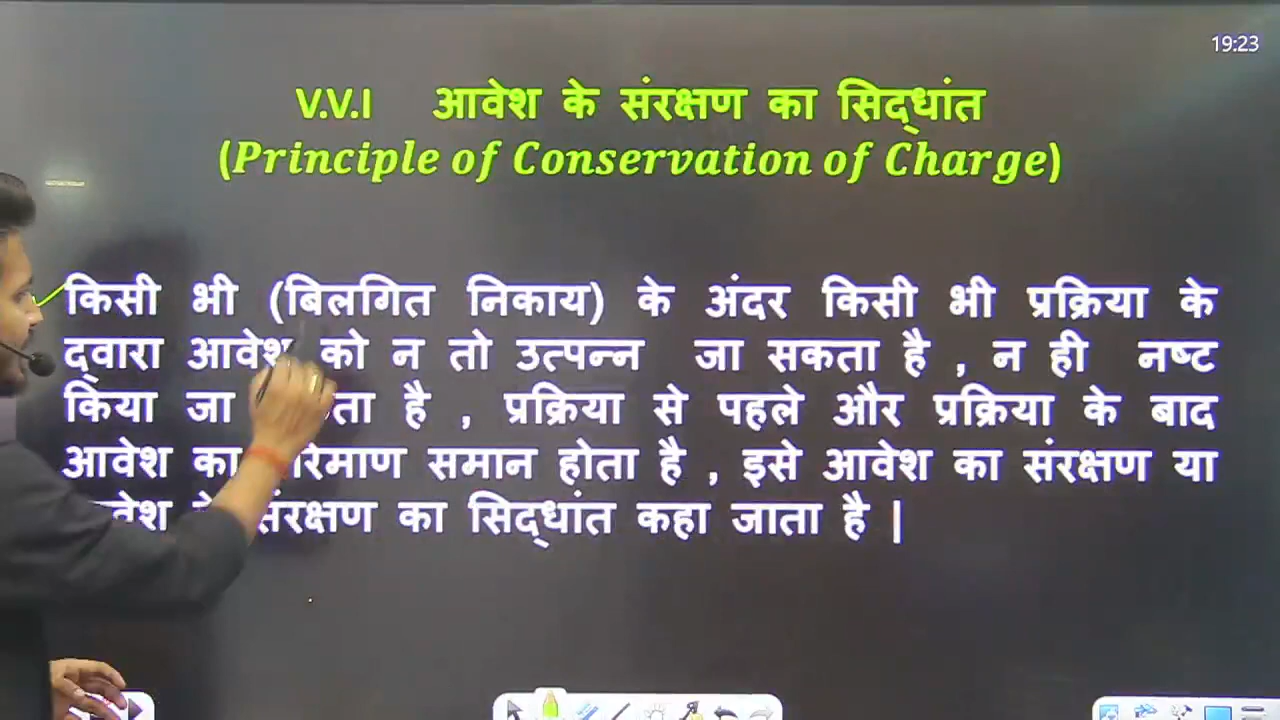 19:23
V.V.I आवेश के संरक्षण का सिद्धांत
(Principle of Conservation of Charge)
किसी भी (बिलगित निकाय) के अंदर किसी भी प्रक्रिया के
द्वारा आवेश को न तो उत्पन्न जा सकता है , न ही नष्ट
किया जा है , प्रक्रिया से पहले और प्रक्रिया के बाद
आवेश का समान होता है , इसे आवेश का संरक्षण या
संरक्षण का सिद्धांत कहा जाता है |